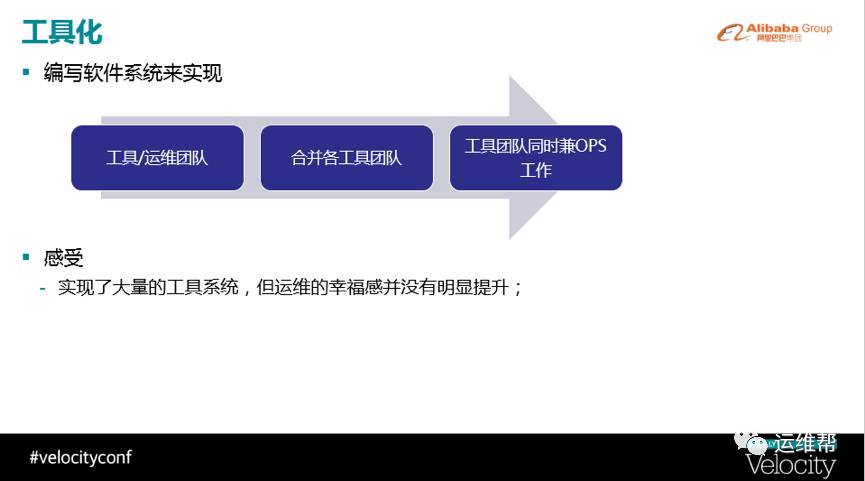 工具化
Alibaba Group
阿里巴巴集团
编写软件系统来实现
工具/运维团队
合并各工具团队
工具团队同时兼OPS
工作
感受
- 实现了大量的工具系统，但运维的幸福感并没有明显提升；
#velocityconf
运维帮
Velocity